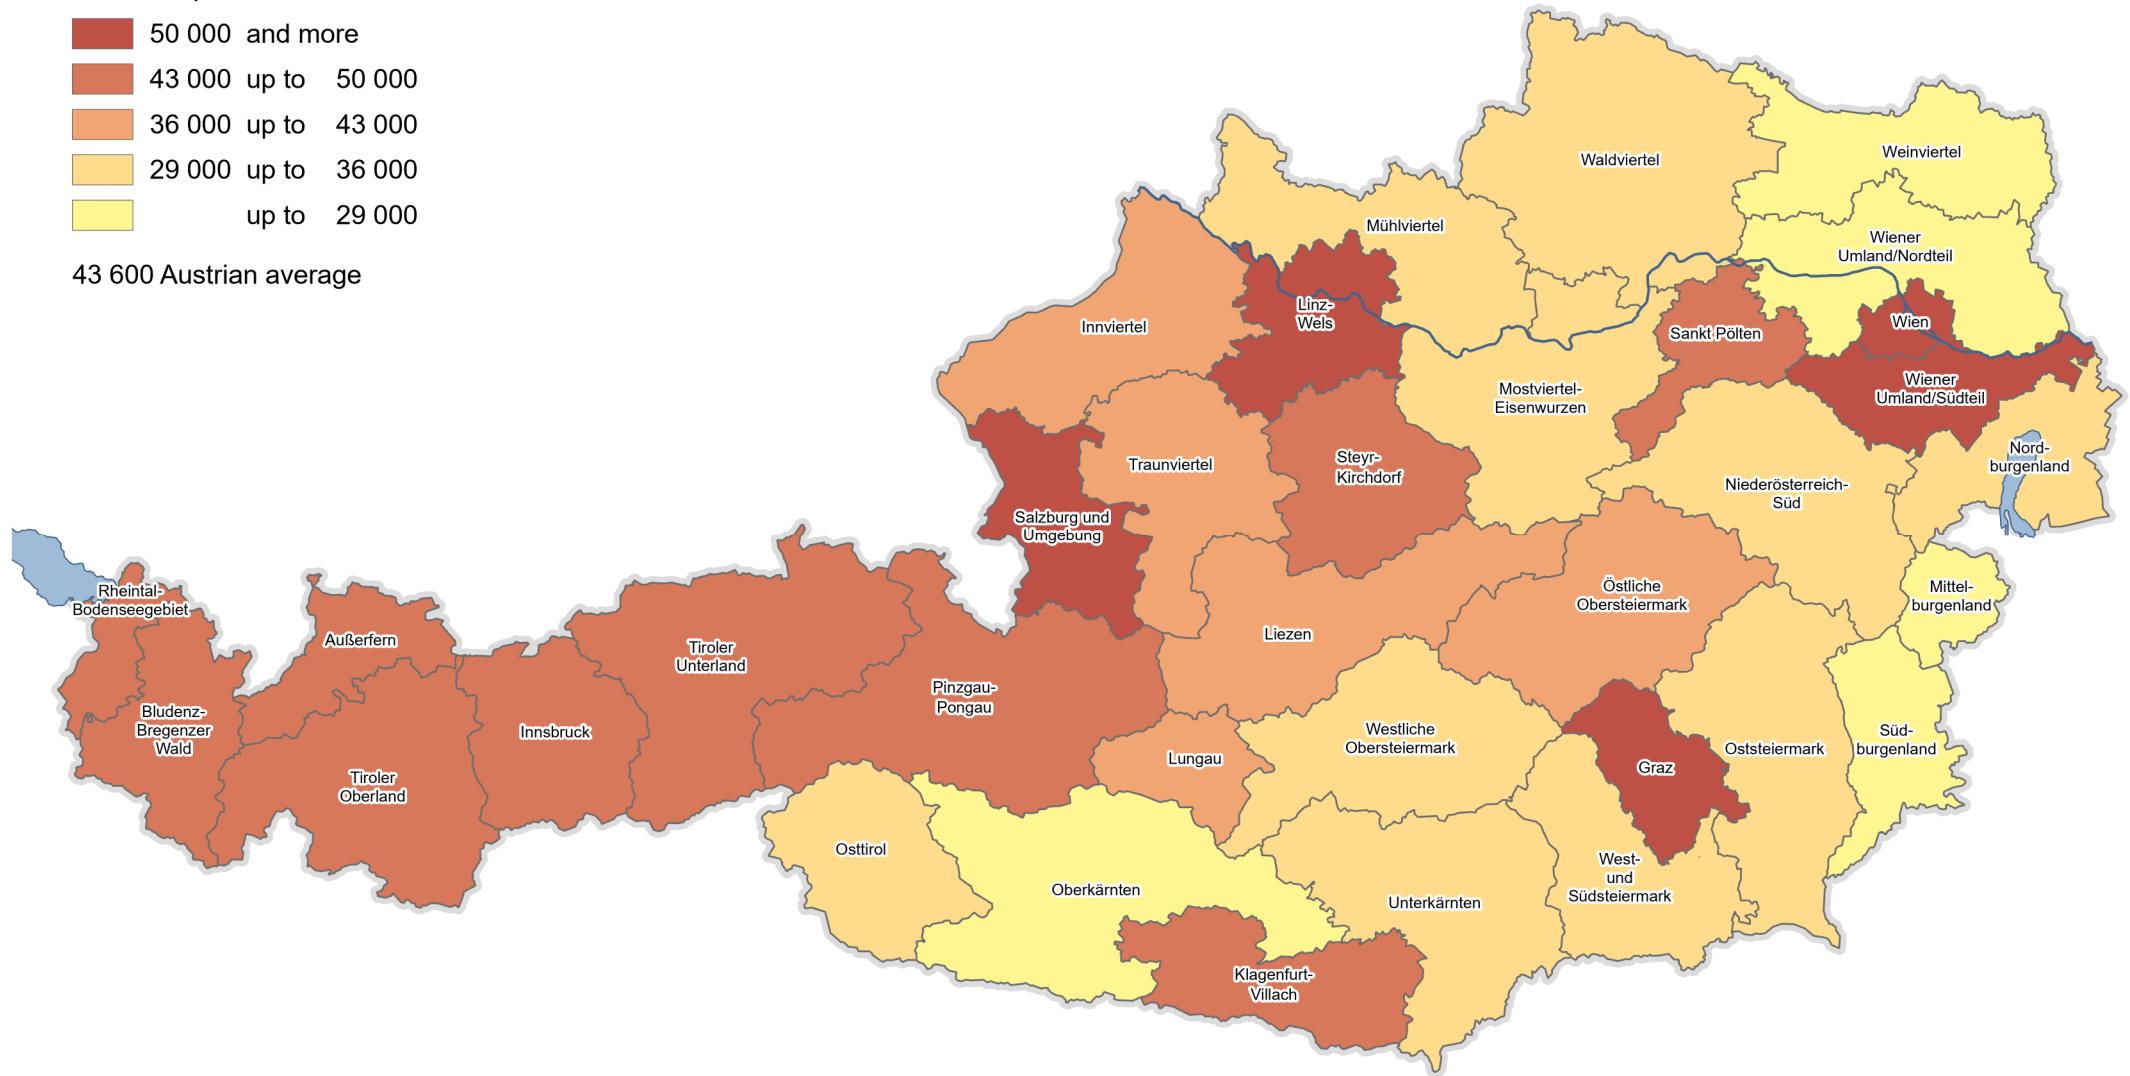 50 000 and more
43 000 up to 50 000
36 000 up to 43 000
29 000 up to 36 000
up to 29 000
43 600 Austrian average
Waldviertel
Weinviertel
Mühlviertel
Wiener
Umland/Nordteil
Linz-
Wels
Wien
Innviertel
Sankt Pölten
Wiener
Umland/Südteil
Mostviertel-
Eisenwurzen
Nord-
burgenland
Traunviertel
Steyr-
Kirchdorf
Niederösterreich-
Süd
Salzburg und
Umgebung
Rheintal-
Bodenseegebiet
Östliche
Obersteiermark
Mittel-
burgenland
Außerfern
Tiroler
Unterland
Liezen
Pinzgau-
Pongau
Bludenz-
Bregenzer
Wald
Innsbruck
Westliche
Obersteiermark
Süd-
burgenland
Lungau
Oststeiermark
Graz
Tiroler
Oberland
Osttirol
Oberkärnten
West-
und
Südsteiermark
Unterkärnten
Klagenfurt-
Villach